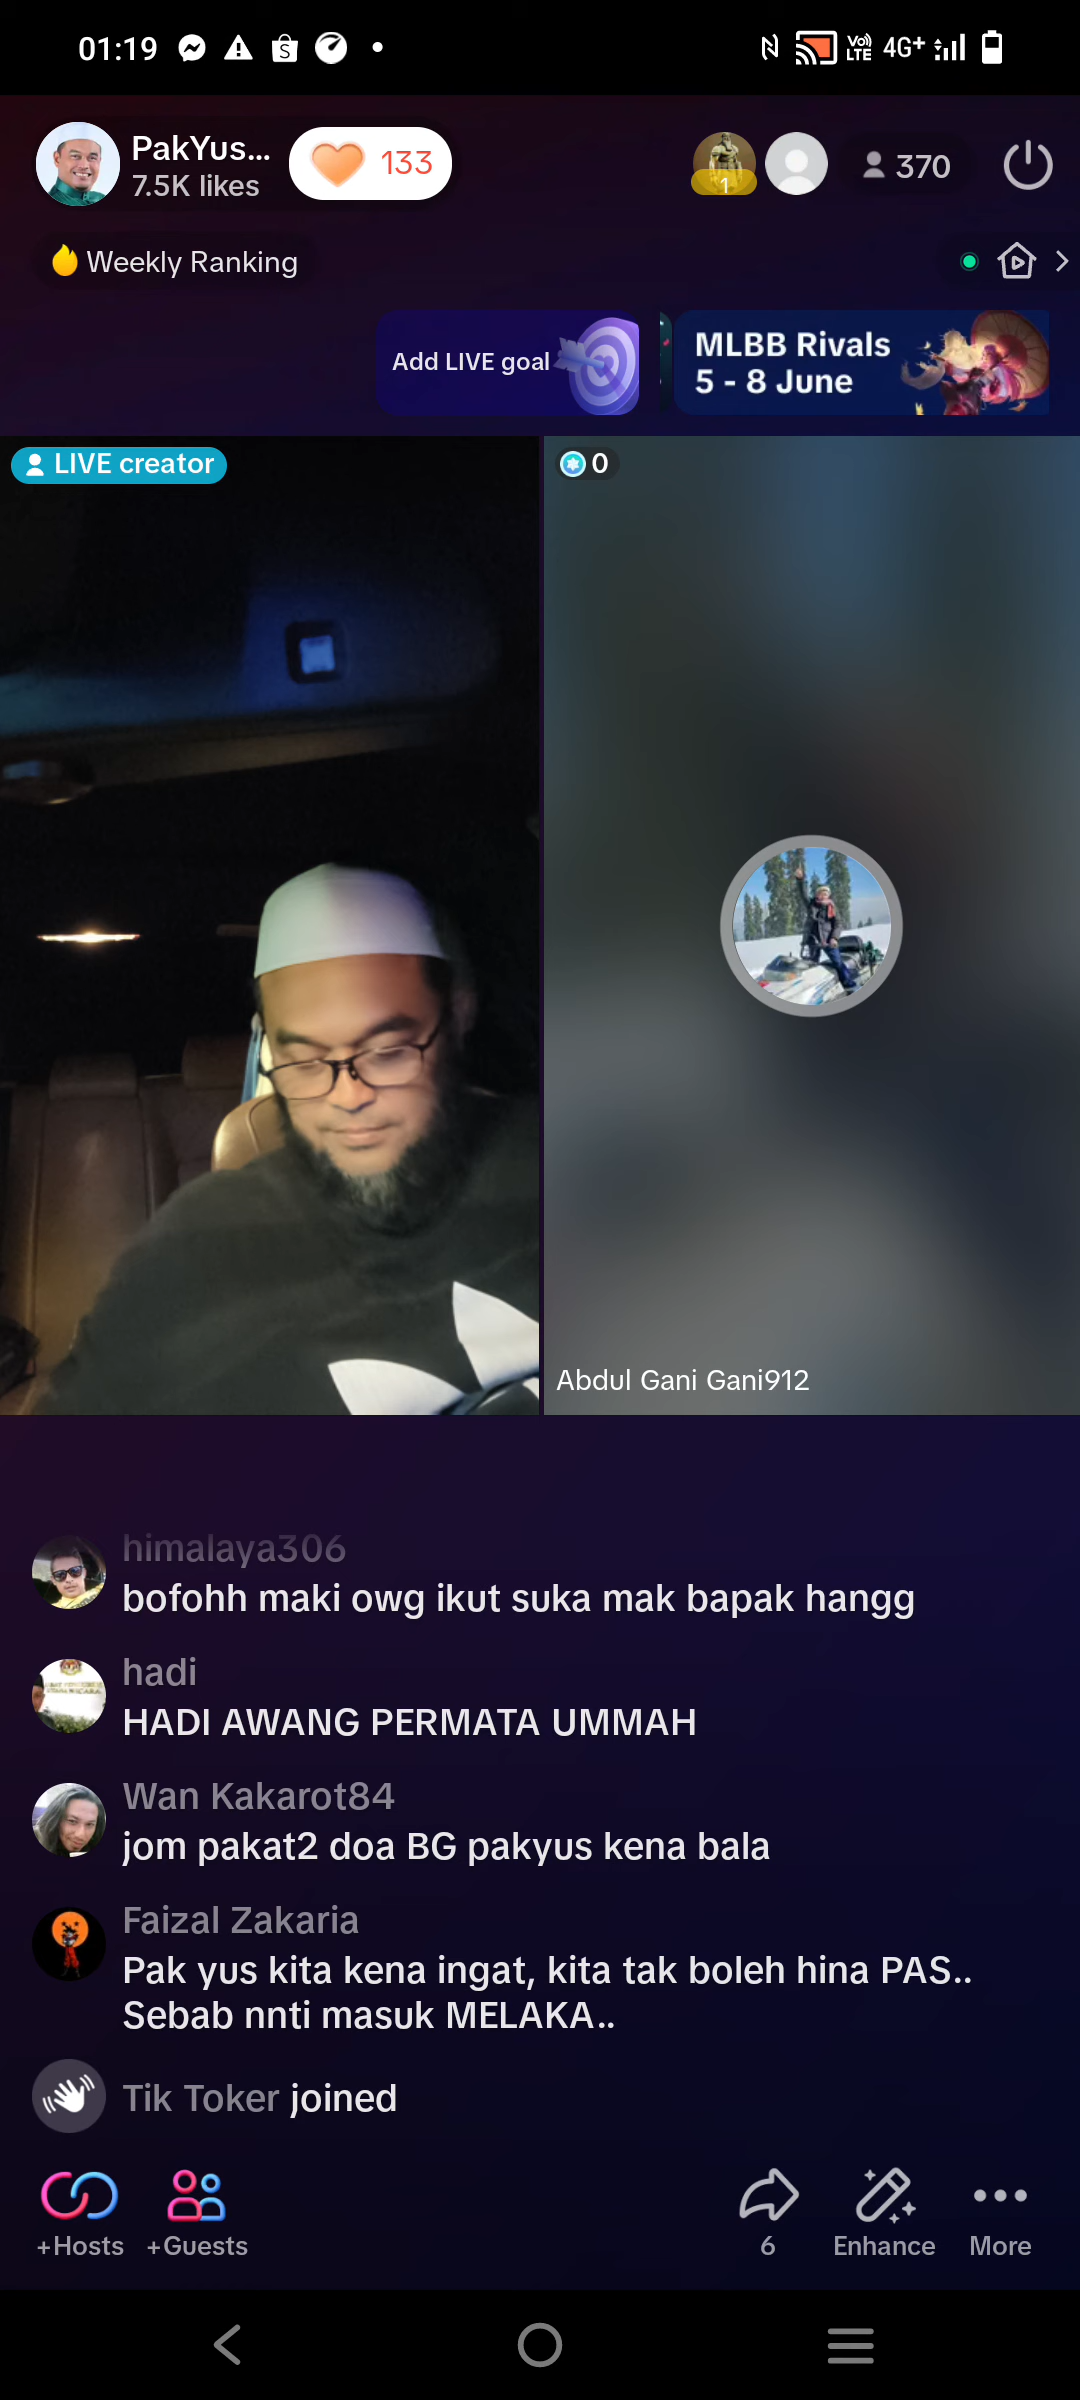 01:19
VoLTE 4G+
PakYus...
7.5K likes
133
1
370
Weekly Ranking
Add LIVE goal
MLBB Rivals
5 - 8 June
LIVE creator
0
Abdul Gani Gani912
himalaya306
bofohh maki owg ikut suka mak bapak hangg
hadi
HADI AWANG PERMATA UMMAH
Wan Kakarot84
jom pakat2 doa BG pakyus kena bala
Faizal Zakaria
Pak yus kita kena ingat, kita tak boleh hina PAS..
Sebab nnti masuk MELAKA..
Tik Toker joined
+Hosts
+Guests
6
Enhance
More